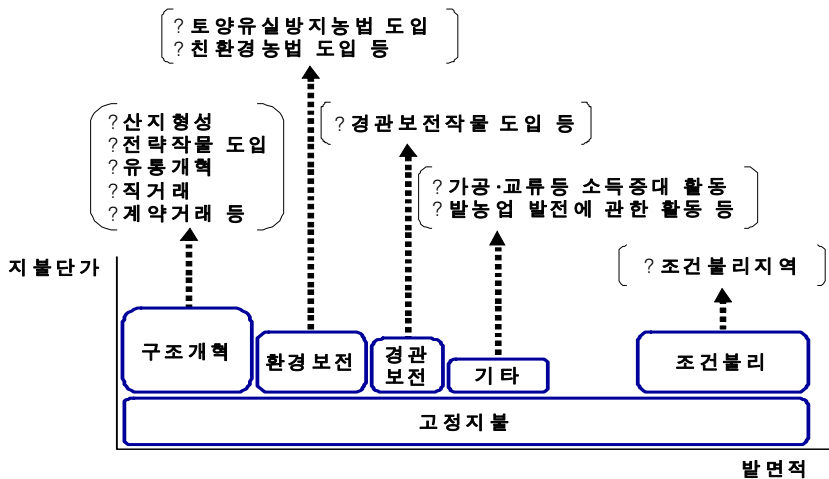 ? 토양유실방지농법 도입
? 친환경농법 도입 등
? 산지형성
? 전략작물 도입
? 유통개혁
? 직거래
? 계약거래 등
? 경관보전작물 도입 등
? 가공·교류등 소득증대 활동
? 밭농업 발전에 관한 활동 등
? 조건불리지역
지불단가
구조개혁
환경보전
경관
보전
기타
조건불리
고정지불
밭면적